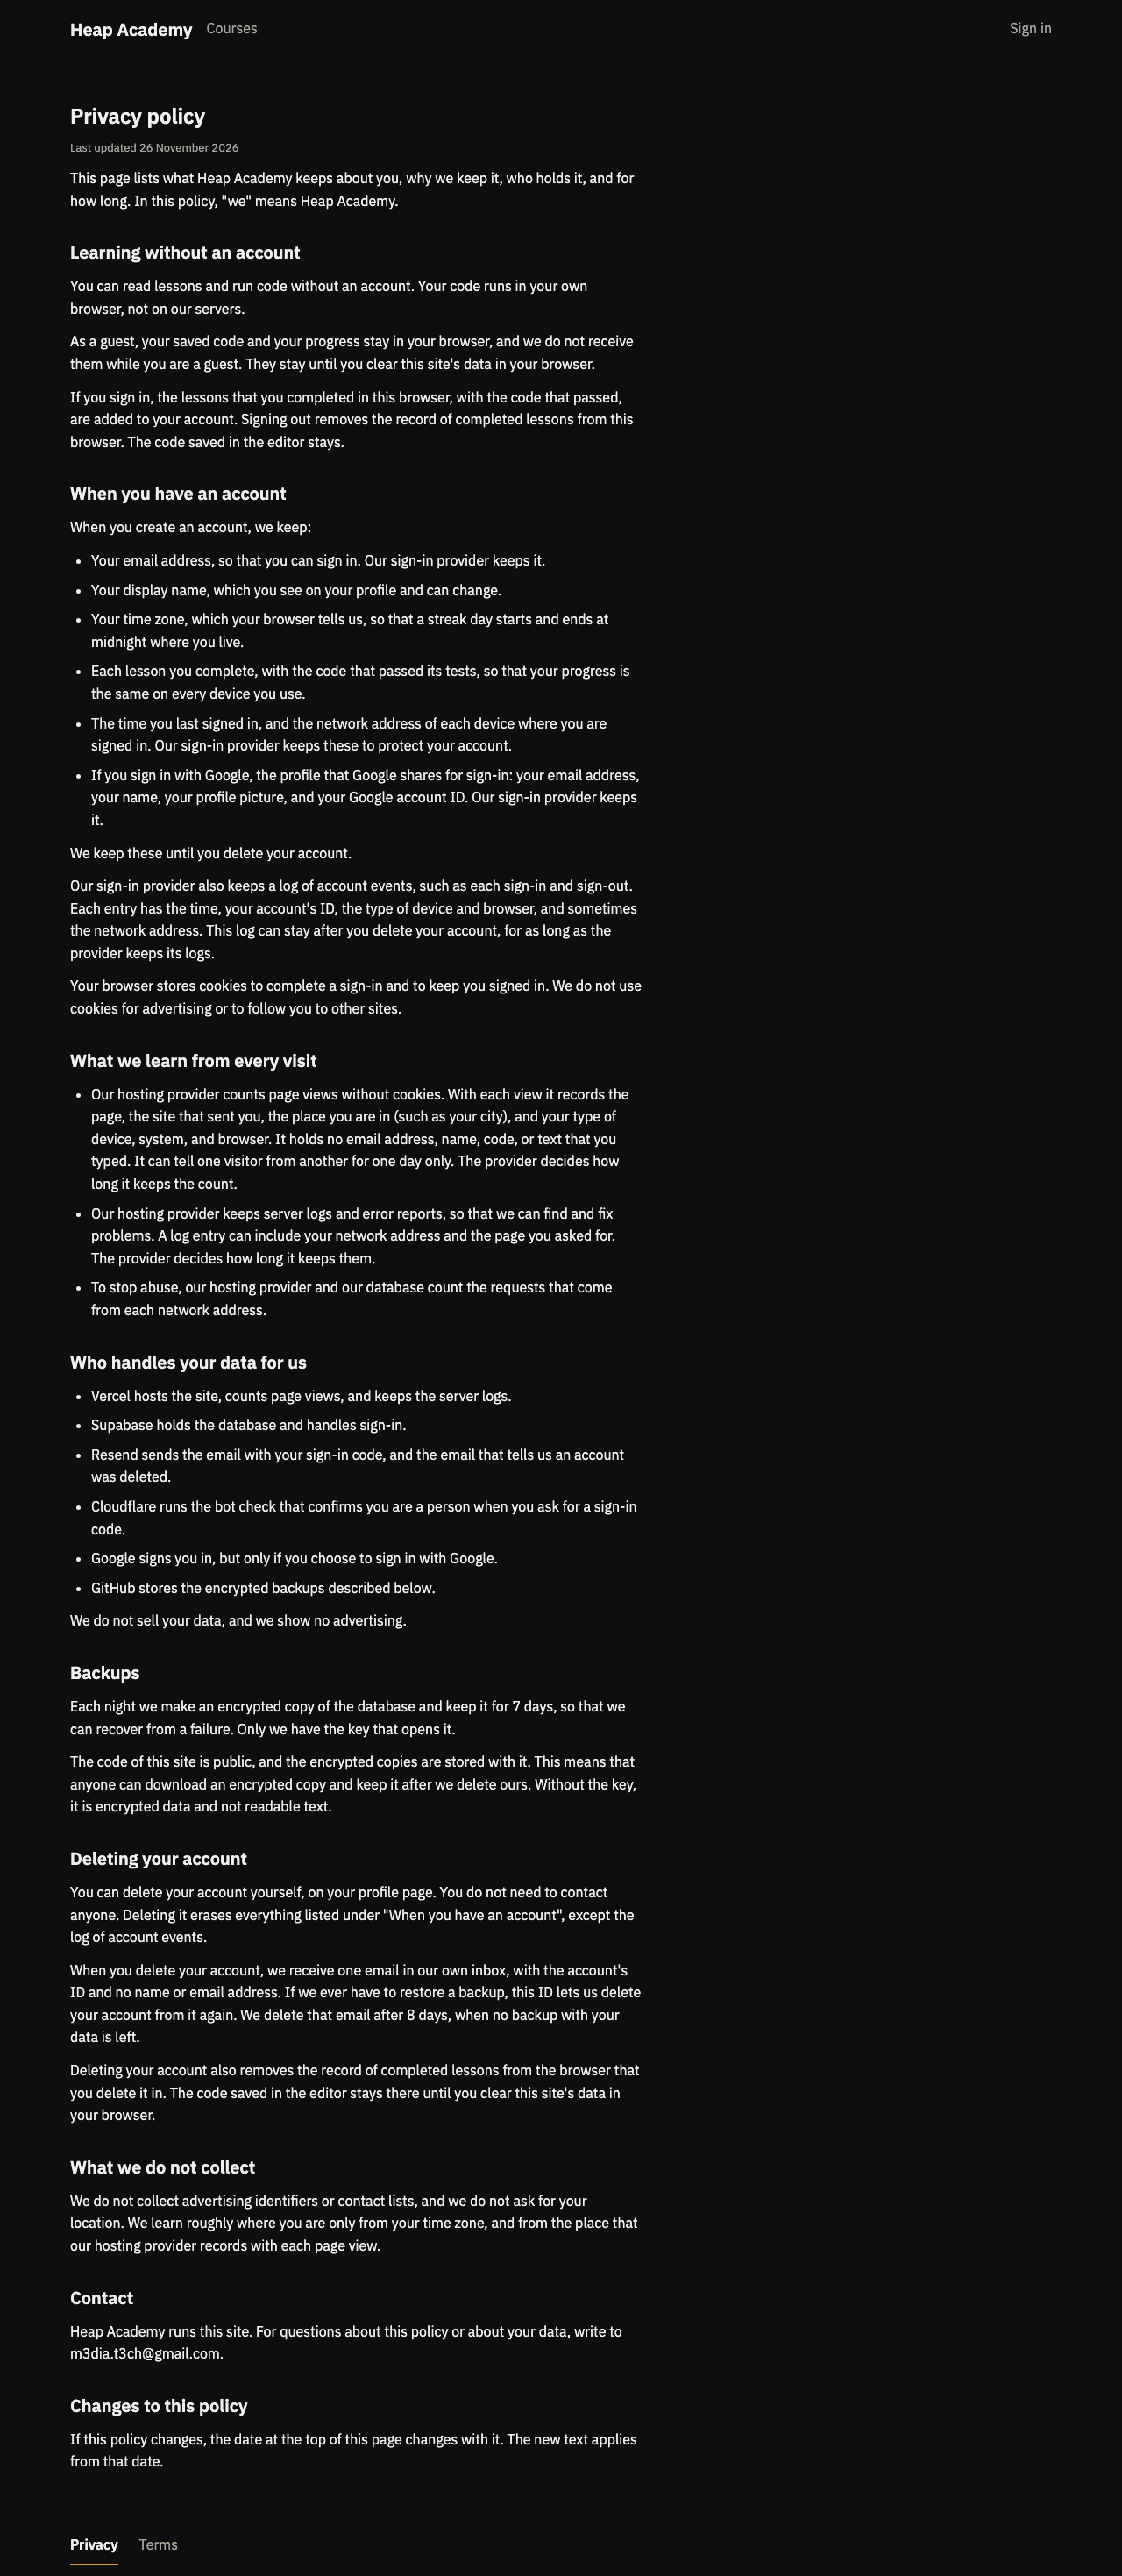 Heap Academy Courses Sign in
Privacy policy
Last updated 26 November 2026
This page lists what Heap Academy keeps about you, why we keep it, who holds it, and for
how long. In this policy, "we" means Heap Academy.
Learning without an account
You can read lessons and run code without an account. Your code runs in your own
browser, not on our servers.
As a guest, your saved code and your progress stay in your browser, and we do not receive
them while you are a guest. They stay until you clear this site's data in your browser.
If you sign in, the lessons that you completed in this browser, with the code that passed,
are added to your account. Signing out removes the record of completed lessons from this
browser. The code saved in the editor stays.
When you have an account
When you create an account, we keep:
• Your email address, so that you can sign in. Our sign-in provider keeps it.
• Your display name, which you see on your profile and can change.
• Your time zone, which your browser tells us, so that a streak day starts and ends at
midnight where you live.
• Each lesson you complete, with the code that passed its tests, so that your progress is
the same on every device you use.
• The time you last signed in, and the network address of each device where you are
signed in. Our sign-in provider keeps these to protect your account.
• If you sign in with Google, the profile that Google shares for sign-in: your email address,
your name, your profile picture, and your Google account ID. Our sign-in provider keeps
it.
We keep these until you delete your account.
Our sign-in provider also keeps a log of account events, such as each sign-in and sign-out.
Each entry has the time, your account's ID, the type of device and browser, and sometimes
the network address. This log can stay after you delete your account, for as long as the
provider keeps its logs.
Your browser stores cookies to complete a sign-in and to keep you signed in. We do not use
cookies for advertising or to follow you to other sites.
What we learn from every visit
• Our hosting provider counts page views without cookies. With each view it records the
page, the site that sent you, the place you are in (such as your city), and your type of
device, system, and browser. It holds no email address, name, code, or text that you
typed. It can tell one visitor from another for one day only. The provider decides how
long it keeps the count.
• Our hosting provider keeps server logs and error reports, so that we can find and fix
problems. A log entry can include your network address and the page you asked for.
The provider decides how long it keeps them.
• To stop abuse, our hosting provider and our database count the requests that come
from each network address.
Who handles your data for us
• Vercel hosts the site, counts page views, and keeps the server logs.
• Supabase holds the database and handles sign-in.
• Resend sends the email with your sign-in code, and the email that tells us an account
was deleted.
• Cloudflare runs the bot check that confirms you are a person when you ask for a sign-in
code.
• Google signs you in, but only if you choose to sign in with Google.
• GitHub stores the encrypted backups described below.
We do not sell your data, and we show no advertising.
Backups
Each night we make an encrypted copy of the database and keep it for 7 days, so that we
can recover from a failure. Only we have the key that opens it.
The code of this site is public, and the encrypted copies are stored with it. This means that
anyone can download an encrypted copy and keep it after we delete ours. Without the key,
it is encrypted data and not readable text.
Deleting your account
You can delete your account yourself, on your profile page. You do not need to contact
anyone. Deleting it erases everything listed under "When you have an account", except the
log of account events.
When you delete your account, we receive one email in our own inbox, with the account's
ID and no name or email address. If we ever have to restore a backup, this ID lets us delete
your account from it again. We delete that email after 8 days, when no backup with your
data is left.
Deleting your account also removes the record of completed lessons from the browser that
you delete it in. The code saved in the editor stays there until you clear this site's data in
your browser.
What we do not collect
We do not collect advertising identifiers or contact lists, and we do not ask for your
location. We learn roughly where you are only from your time zone, and from the place that
our hosting provider records with each page view.
Contact
Heap Academy runs this site. For questions about this policy or about your data, write to
m3dia.t3ch@gmail.com.
Changes to this policy
If this policy changes, the date at the top of this page changes with it. The new text applies
from that date.
Privacy Terms